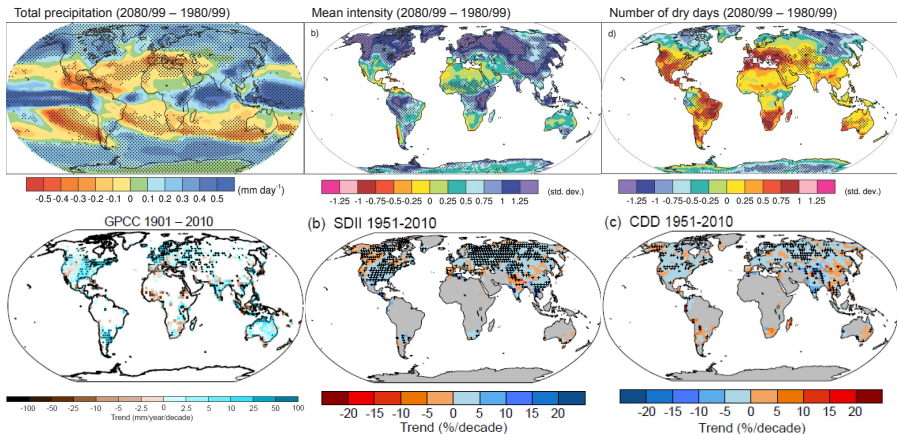 Total precipitation (2080/99 – 1980/99)
Mean intensity (2080/99 – 1980/99)
Number of dry days (2080/99 – 1980/99)
b)
d)
-0.5 -0.4 -0.3 -0.2 -0.1 0 0.1 0.2 0.3 0.4 0.5 (mm day-1)
-1.25 -1 -0.75 -0.5 -0.25 0 0.25 0.5 0.75 1 1.25 (std. dev.)
-1.25 -1 -0.75 -0.5 -0.25 0 0.25 0.5 0.75 1 1.25 (std. dev.)
GPCC 1901 – 2010
(b) SDII 1951-2010
(c) CDD 1951-2010
-100 -50 -25 -10 -5 -2.5 0 2.5 5 10 25 50 100
Trend (mm/year/decade)
-20 -15 -10 -5 0 5 10 15 20
Trend (%/decade)
-20 -15 -10 -5 0 5 10 15 20
Trend (%/decade)